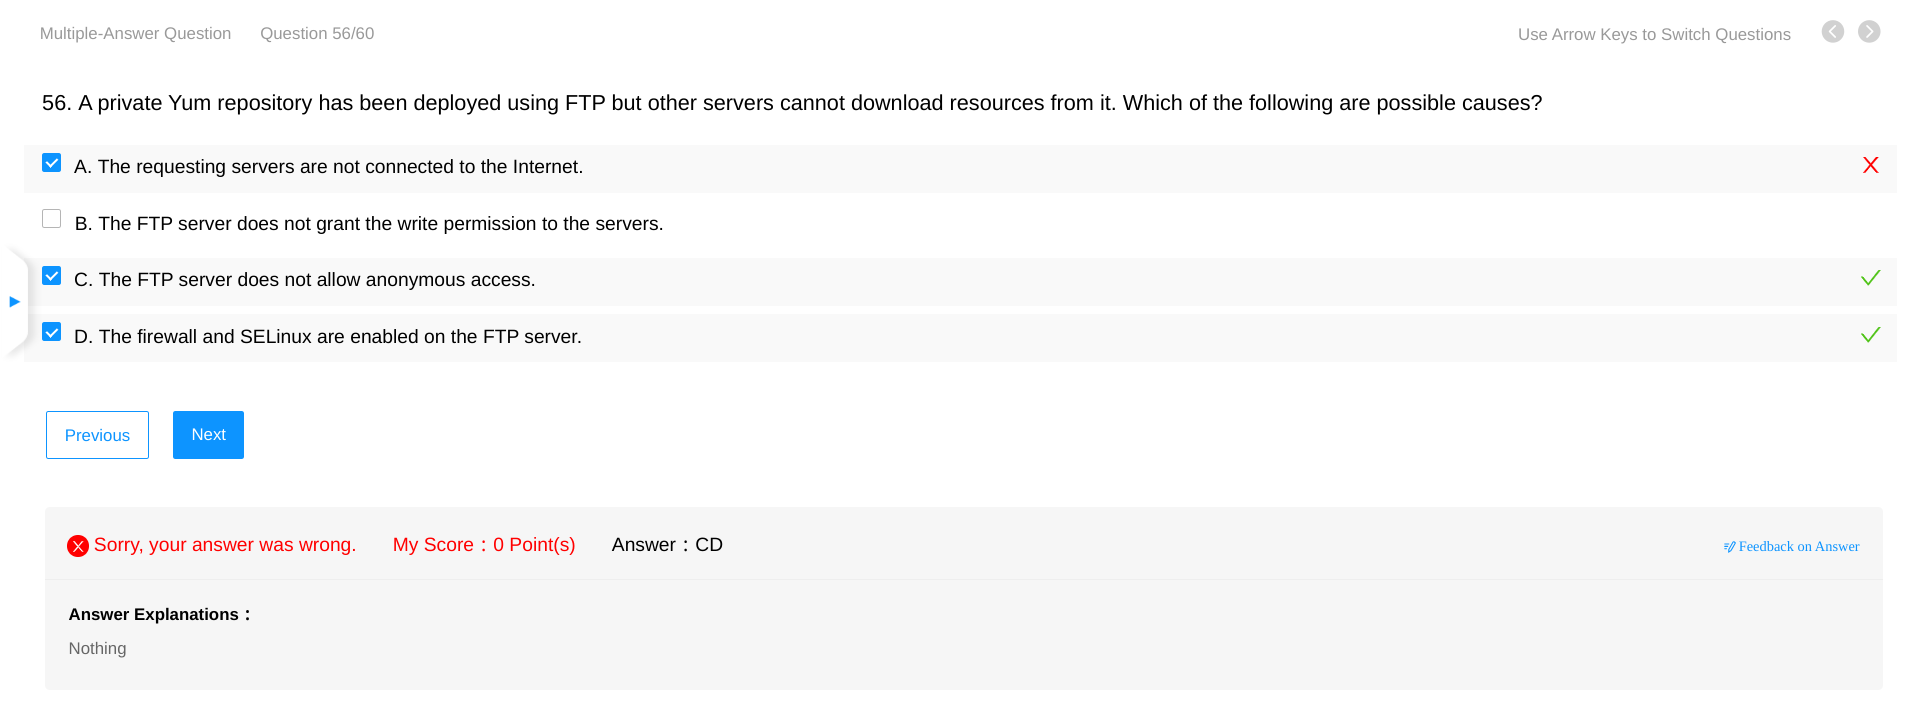 Multiple-Answer Question Question 56/60 Use Arrow Keys to Switch Questions
56. A private Yum repository has been deployed using FTP but other servers cannot download resources from it. Which of the following are possible causes?
A. The requesting servers are not connected to the Internet.
B. The FTP server does not grant the write permission to the servers.
C. The FTP server does not allow anonymous access.
D. The firewall and SELinux are enabled on the FTP server.
Previous Next
Sorry, your answer was wrong. My Score：0 Point(s) Answer：CD Feedback on Answer
Answer Explanations：
Nothing